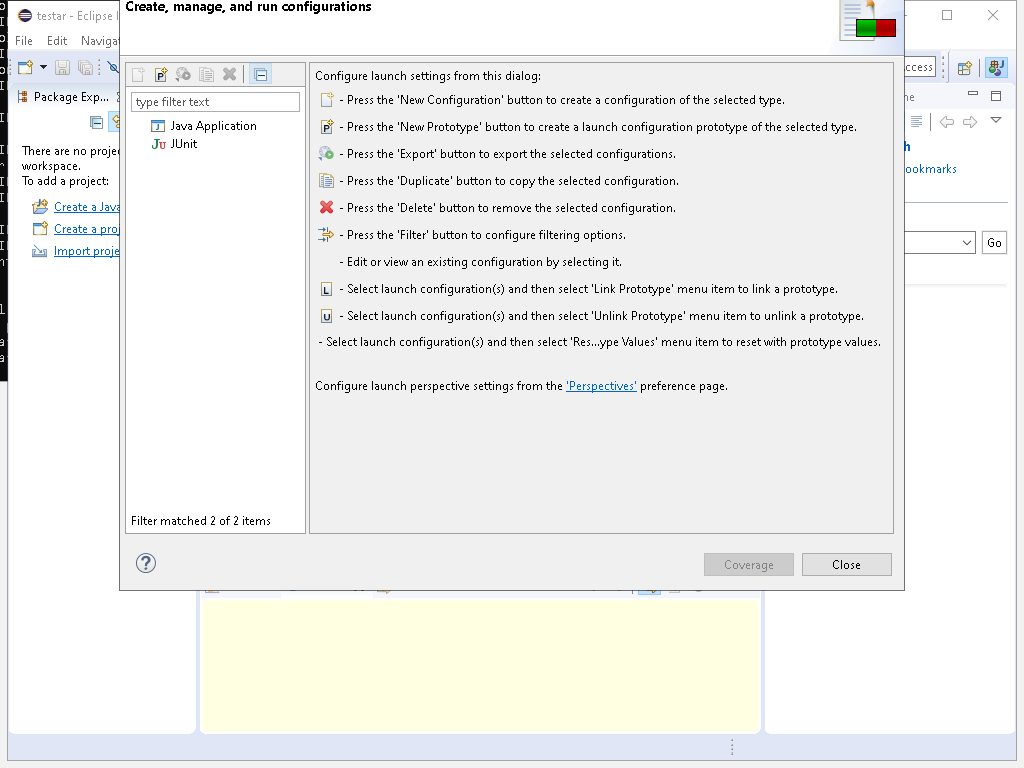 Create, manage, and run configurations
testar - Eclipse I
File Edit Naviga
ccess
Package Exp...
There are no proje
workspace.
To add a project:
Create a Java
Create a proj
Import proje
type filter text
Java Application
JUnit
Filter matched 2 of 2 items
Configure launch settings from this dialog:
- Press the 'New Configuration' button to create a configuration of the selected type.
- Press the 'New Prototype' button to create a launch configuration prototype of the selected type.
- Press the 'Export' button to export the selected configurations.
- Press the 'Duplicate' button to copy the selected configuration.
- Press the 'Delete' button to remove the selected configuration.
- Press the 'Filter' button to configure filtering options.
- Edit or view an existing configuration by selecting it.
- Select launch configuration(s) and then select 'Link Prototype' menu item to link a prototype.
- Select launch configuration(s) and then select 'Unlink Prototype' menu item to unlink a prototype.
- Select launch configuration(s) and then select 'Res...ype Values' menu item to reset with prototype values.
Configure launch perspective settings from the 'Perspectives' preference page.
ne
h
ookmarks
Go
Coverage
Close